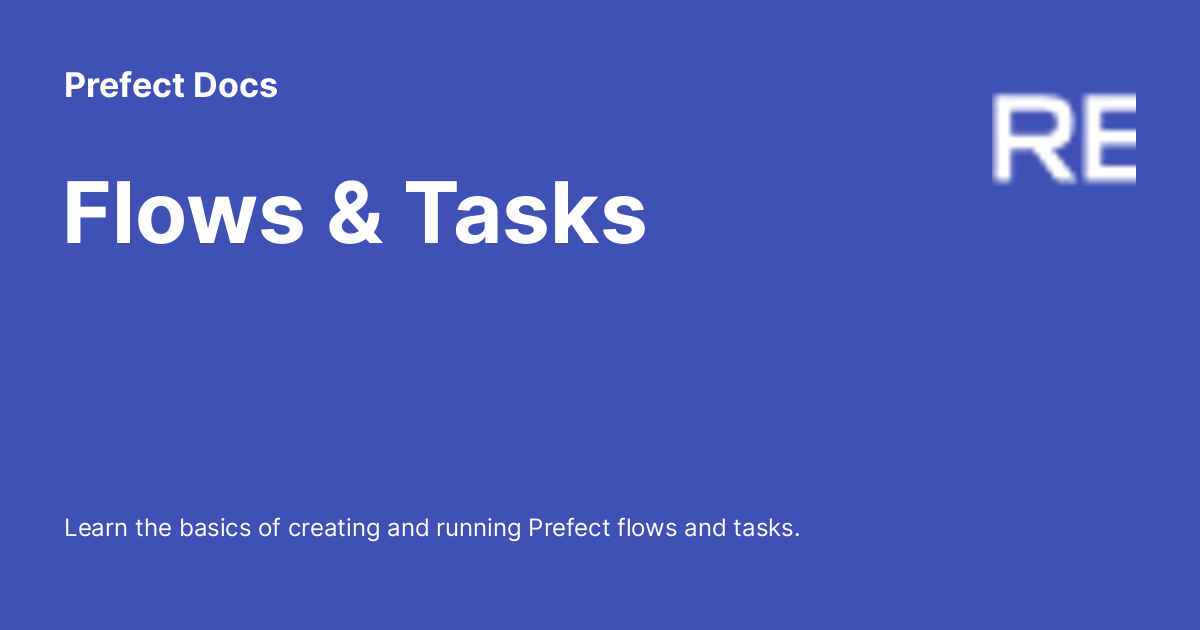 Prefect Docs
RE
Flows & Tasks
Learn the basics of creating and running Prefect flows and tasks.